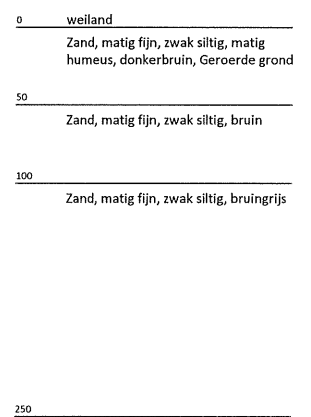 0 weiland
Zand, matig fijn, zwak siltig, matig
humeus, donkerbruin, Geroerde grond
50
Zand, matig fijn, zwak siltig, bruin
100
Zand, matig fijn, zwak siltig, bruingrijs
250